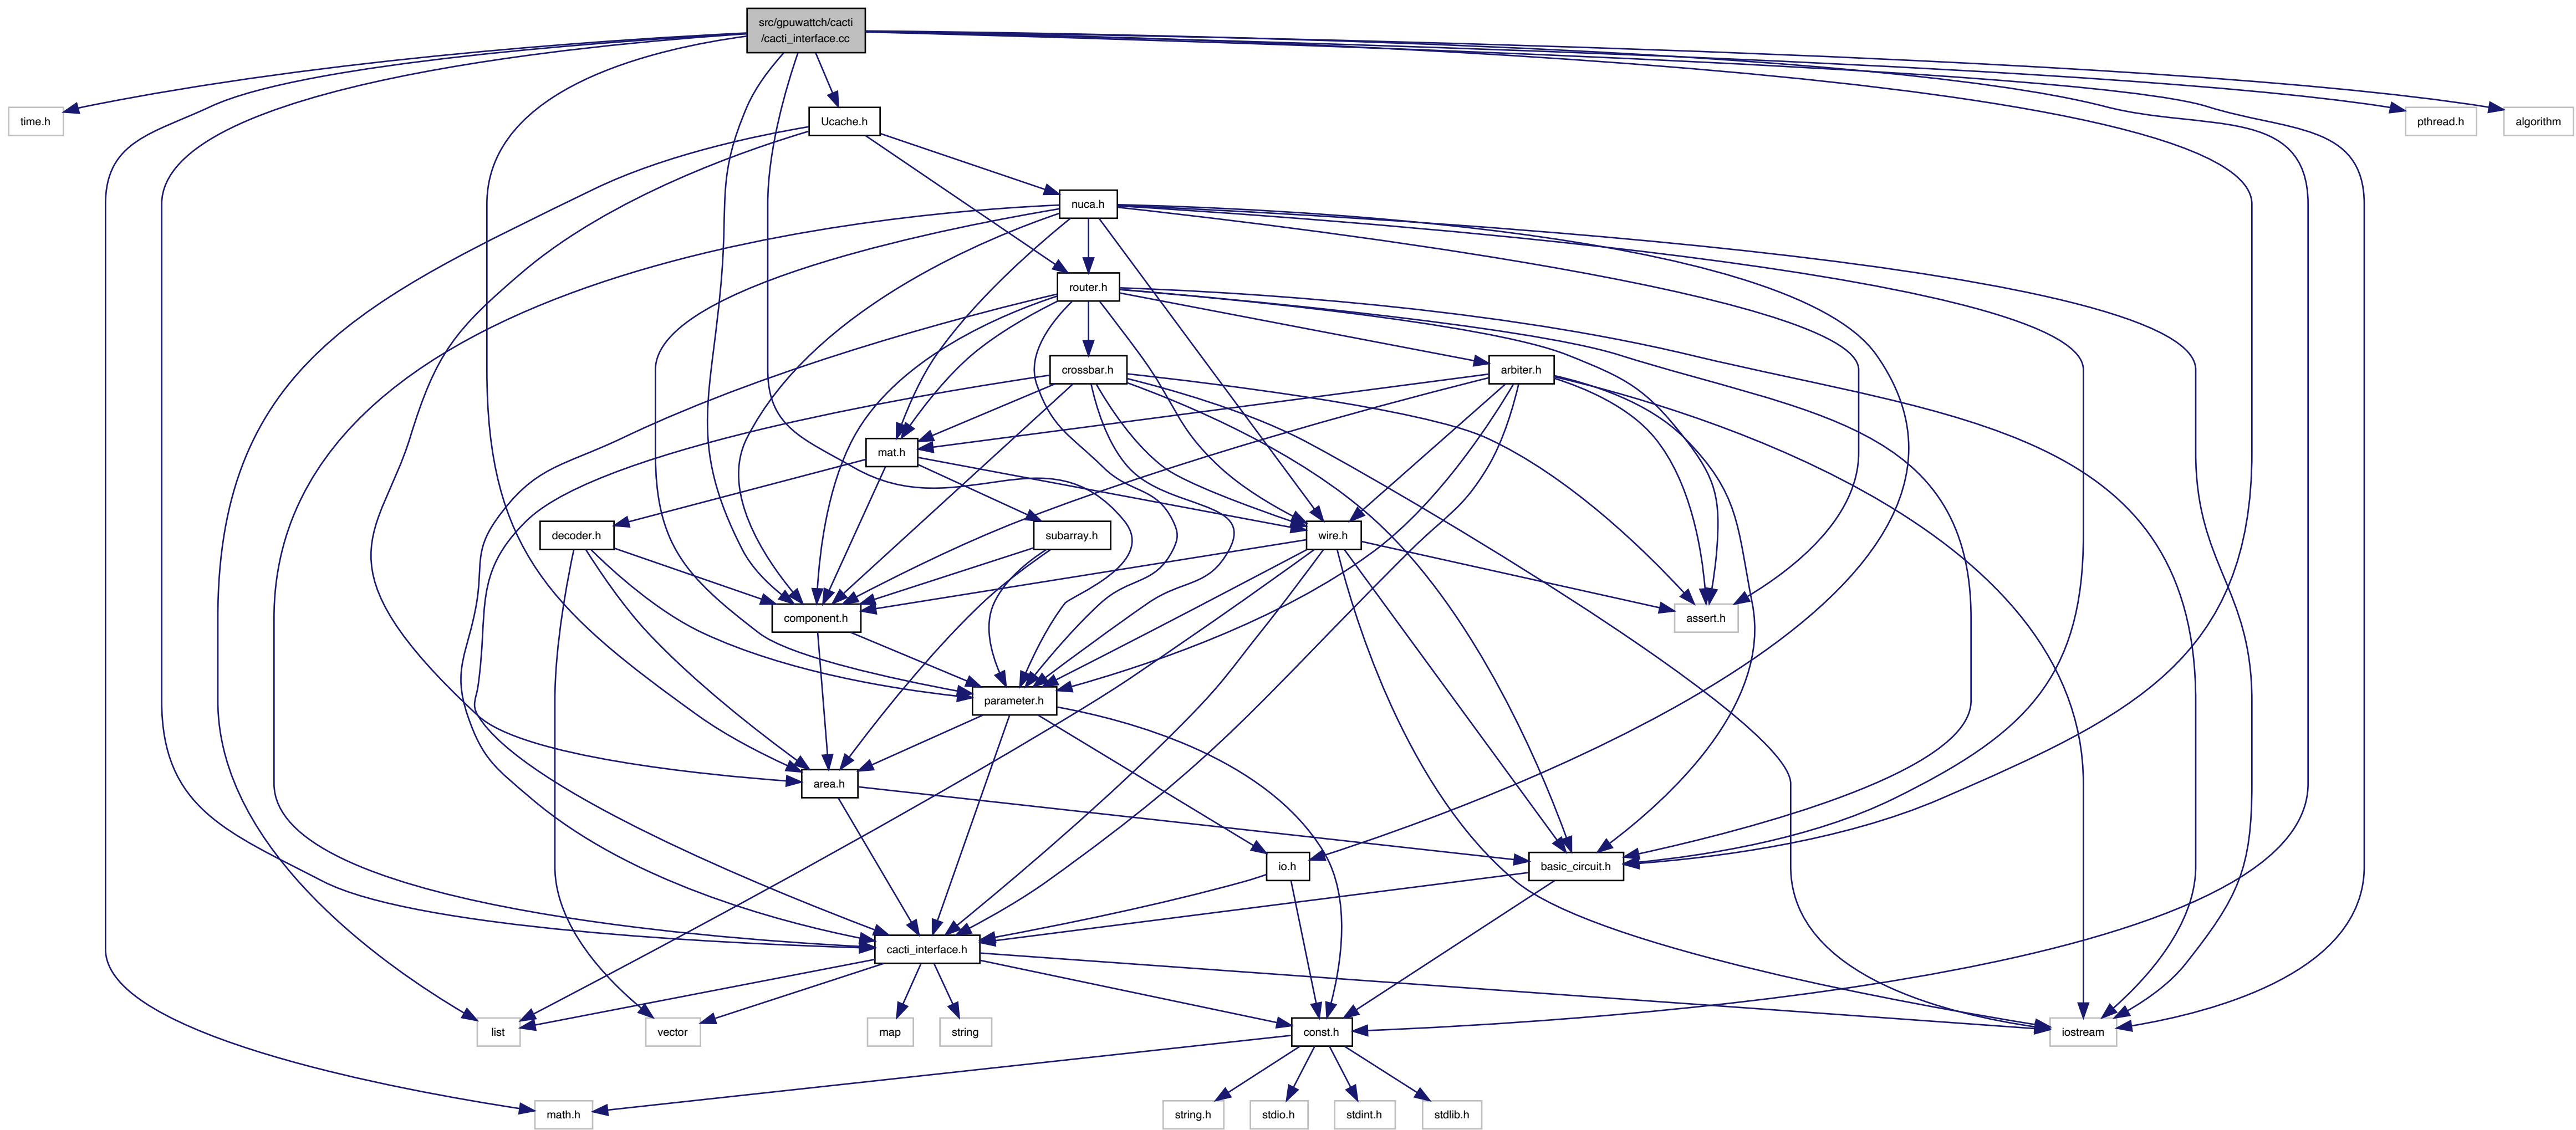 src/gpuwattch/cacti
/cacti_interface.cc
time.h
Ucache.h
pthread.h
algorithm
nuca.h
router.h
crossbar.h
arbiter.h
mat.h
decoder.h
subarray.h
wire.h
component.h
assert.h
parameter.h
area.h
io.h
basic_circuit.h
cacti_interface.h
list
vector
map
string
const.h
iostream
math.h
string.h
stdio.h
stdint.h
stdlib.h